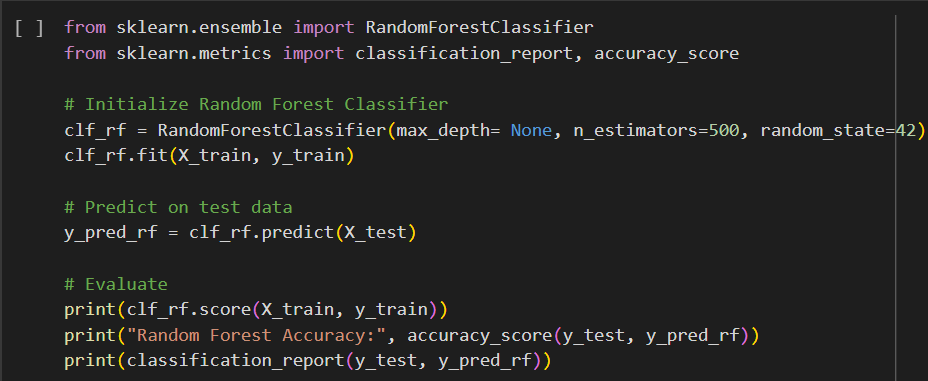 [ ] from sklearn.ensemble import RandomForestClassifier
from sklearn.metrics import classification_report, accuracy_score
# Initialize Random Forest Classifier
clf_rf = RandomForestClassifier(max_depth= None, n_estimators=500, random_state=42)
clf_rf.fit(X_train, y_train)
# Predict on test data
y_pred_rf = clf_rf.predict(X_test)
# Evaluate
print(clf_rf.score(X_train, y_train))
print("Random Forest Accuracy:", accuracy_score(y_test, y_pred_rf))
print(classification_report(y_test, y_pred_rf))